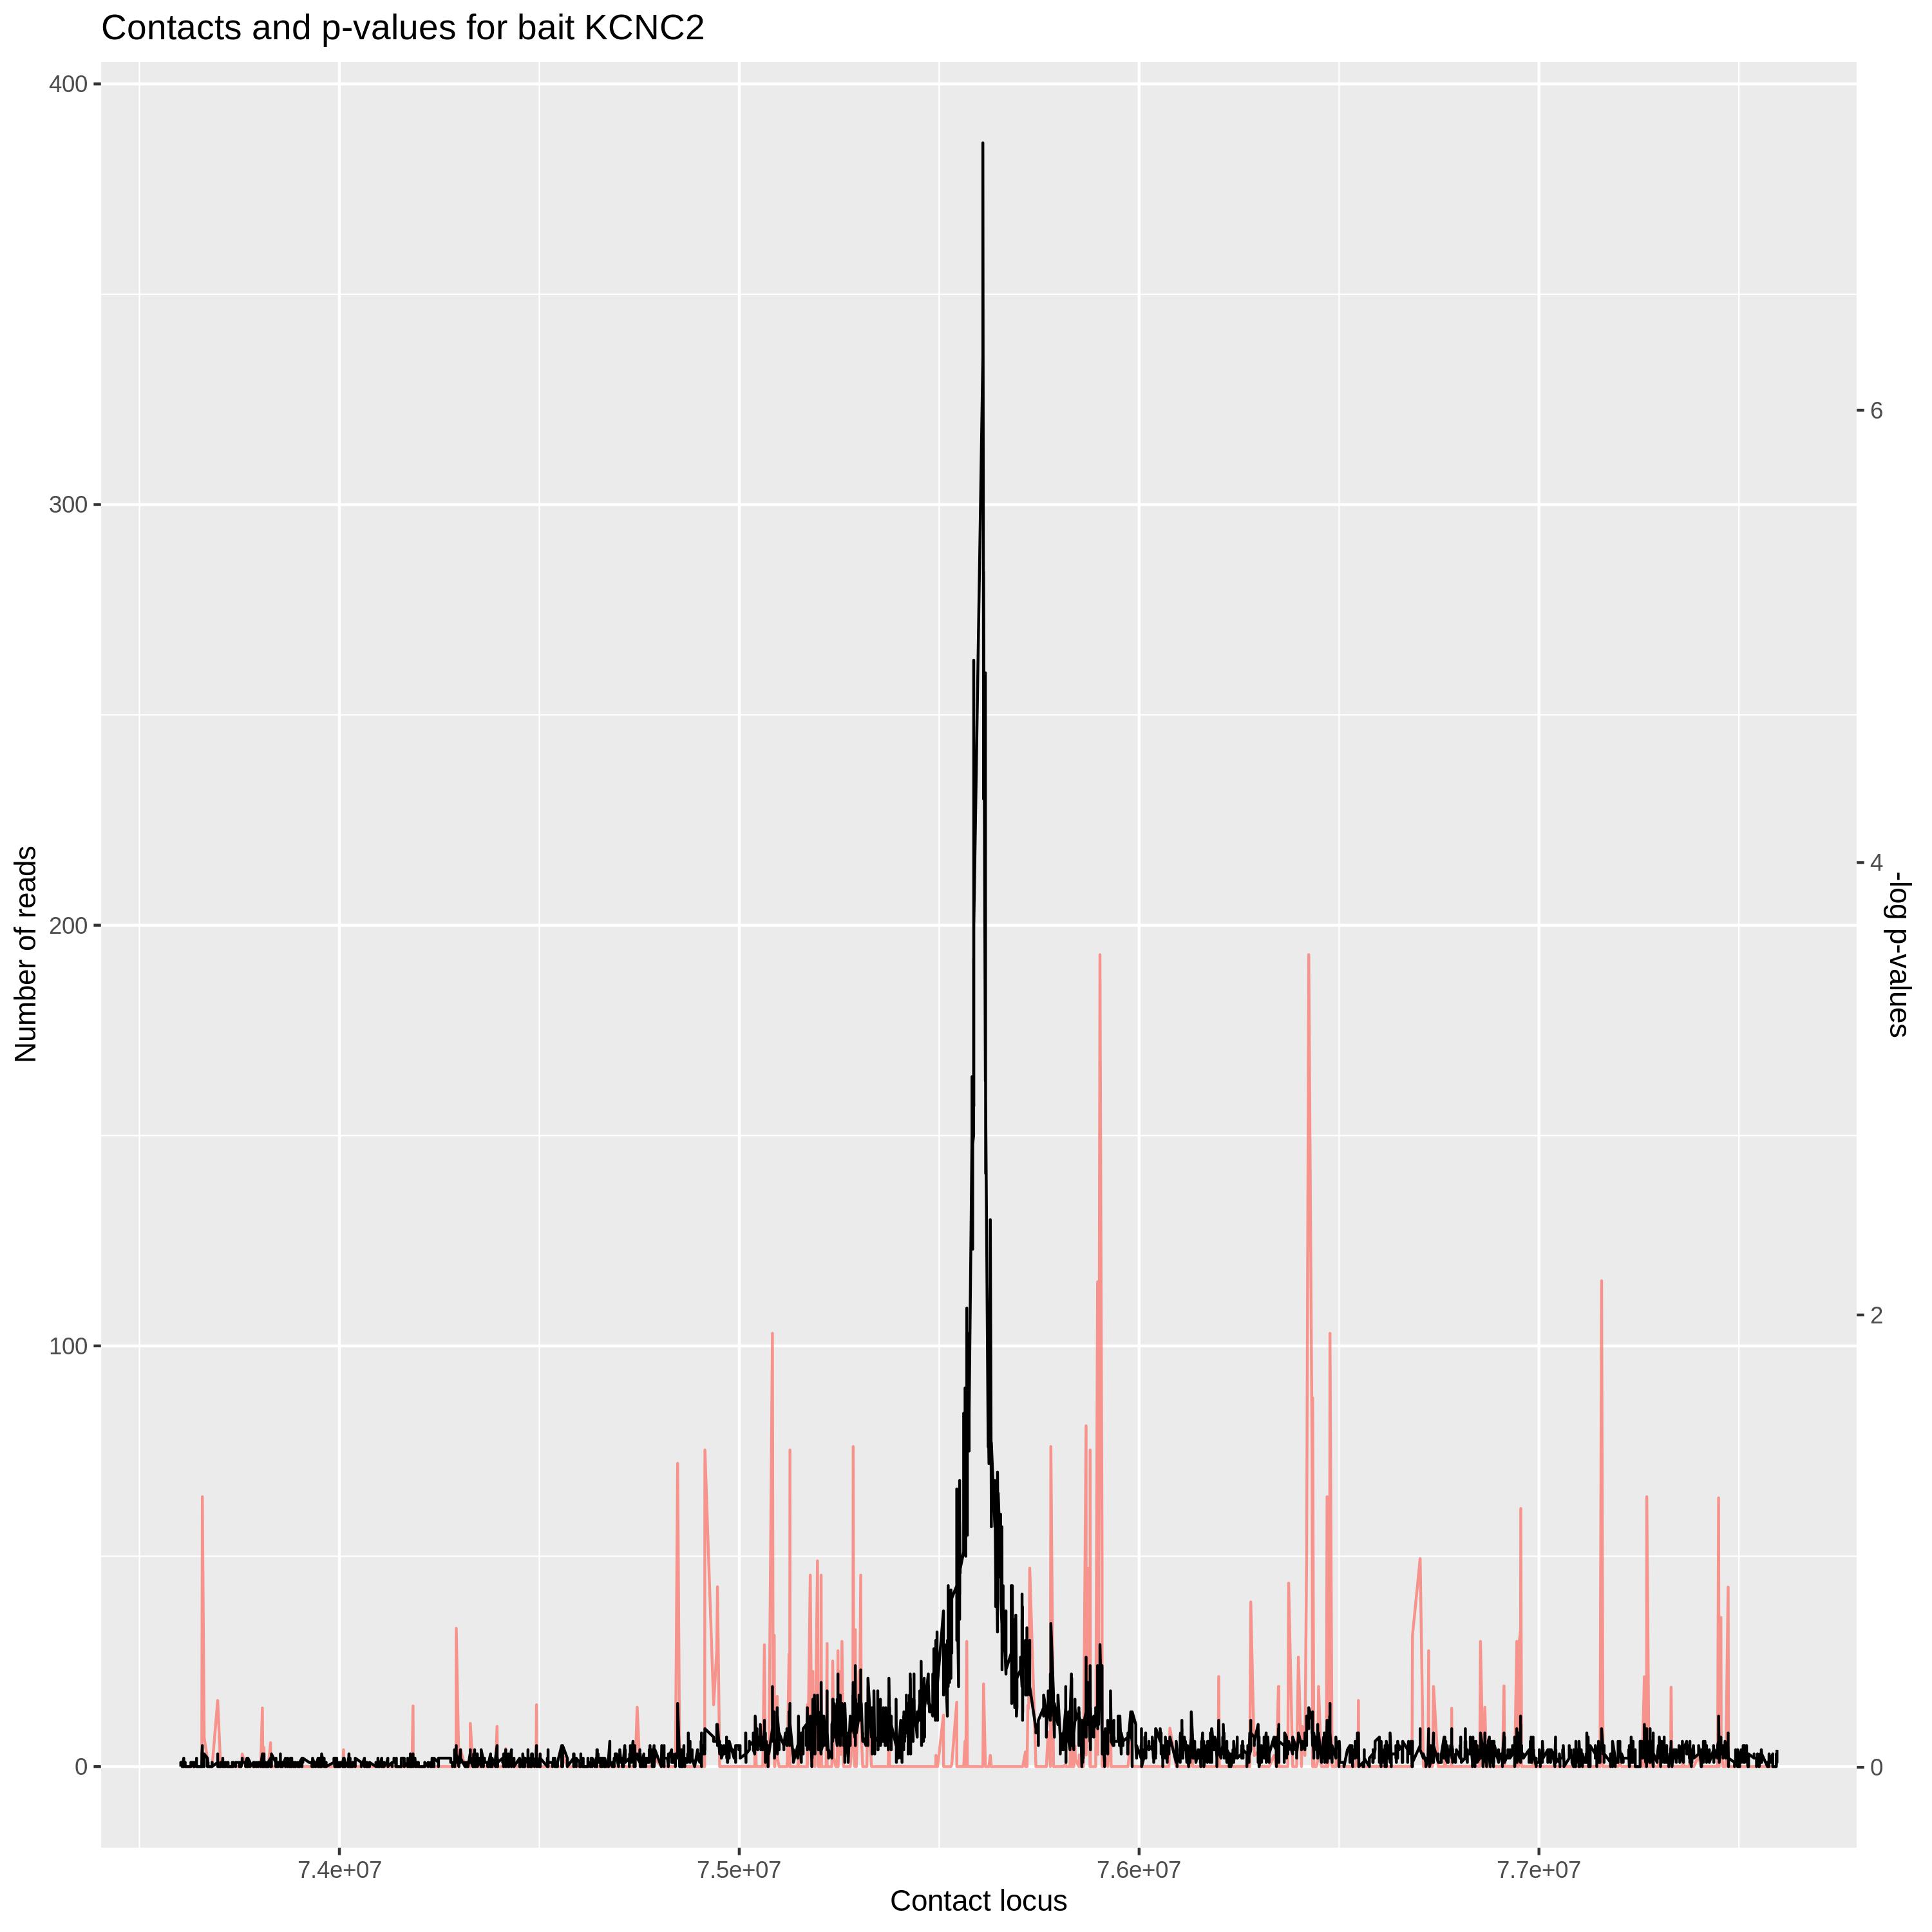 Contacts and p-values for bait KCNC2
400
300
200
100
0
Number of reads
6
4
2
0
-log p-values
7.4e+07
7.5e+07
7.6e+07
7.7e+07
Contact locus